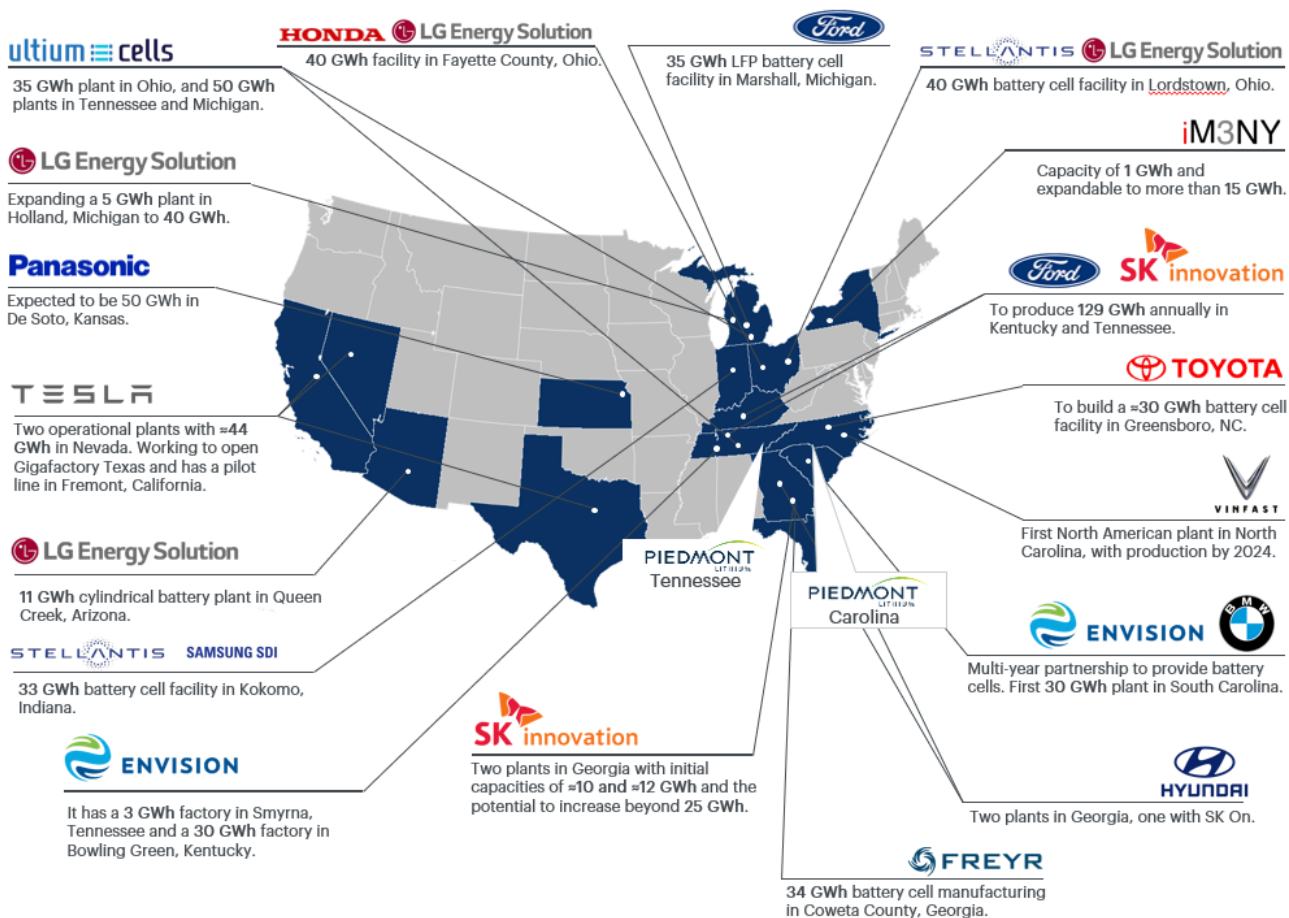 ultium cells
35 GWh plant in Ohio, and 50 GWh
plants in Tennessee and Michigan.
HONDA LG Energy Solution
40 GWh facility in Fayette County, Ohio.
Ford
35 GWh LFP battery cell
facility in Marshall, Michigan.
STELLANTIS LG Energy Solution
40 GWh battery cell facility in Lordstown, Ohio.
LG Energy Solution
Expanding a 5 GWh plant in
Holland, Michigan to 40 GWh.
iM3NY
Capacity of 1 GWh and
expandable to more than 15 GWh.
Panasonic
Expected to be 50 GWh in
De Soto, Kansas.
Ford SK innovation
To produce 129 GWh annually in
Kentucky and Tennessee.
TESLA
Two operational plants with ≈44
GWh in Nevada. Working to open
Gigafactory Texas and has a pilot
line in Fremont, California.
TOYOTA
To build a ≈30 GWh battery cell
facility in Greensboro, NC.
VINFAST
First North American plant in North
Carolina, with production by 2024.
LG Energy Solution
11 GWh cylindrical battery plant in Queen
Creek, Arizona.
PIEDMONT
LITHIUM
Tennessee
PIEDMONT
LITHIUM
Carolina
STELLANTIS SAMSUNG SDI
33 GWh battery cell facility in Kokomo,
Indiana.
ENVISION BMW
Multi-year partnership to provide battery
cells. First 30 GWh plant in South Carolina.
ENVISION
It has a 3 GWh factory in Smyrna,
Tennessee and a 30 GWh factory in
Bowling Green, Kentucky.
SK innovation
Two plants in Georgia with initial
capacities of ≈10 and ≈12 GWh and the
potential to increase beyond 25 GWh.
HYUNDAI
Two plants in Georgia, one with SK On.
FREYR
34 GWh battery cell manufacturing
in Coweta County, Georgia.